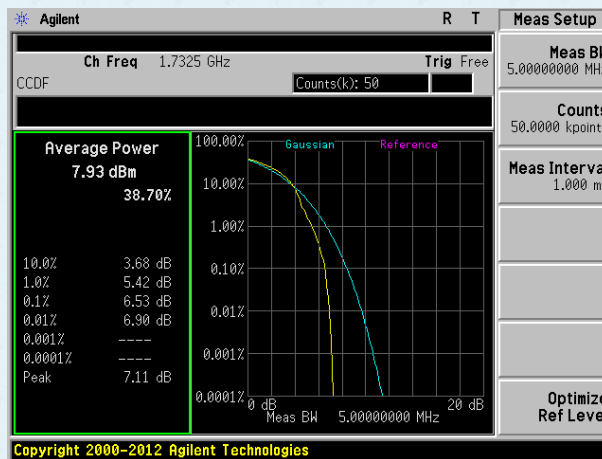 Agilent R T
Meas Setup
Ch Freq 1.7325 GHz Trig Free
CCDF Counts(k): 50
Average Power
7.93 dBm
38.70%
10.0% 3.68 dB
1.0% 5.42 dB
0.1% 6.53 dB
0.01% 6.90 dB
0.001% ----
0.0001% ----
Peak 7.11 dB
Gaussian Reference
100.00%
10.00%
1.00%
0.10%
0.01%
0.001%
0.0001%
0 dB 20 dB
Meas BW 5.00000000 MHz
Meas BW
5.00000000 MH
Counts
50.0000 kpoint
Meas Interva
1.000 m
Optimize
Ref Leve
Copyright 2000-2012 Agilent Technologies